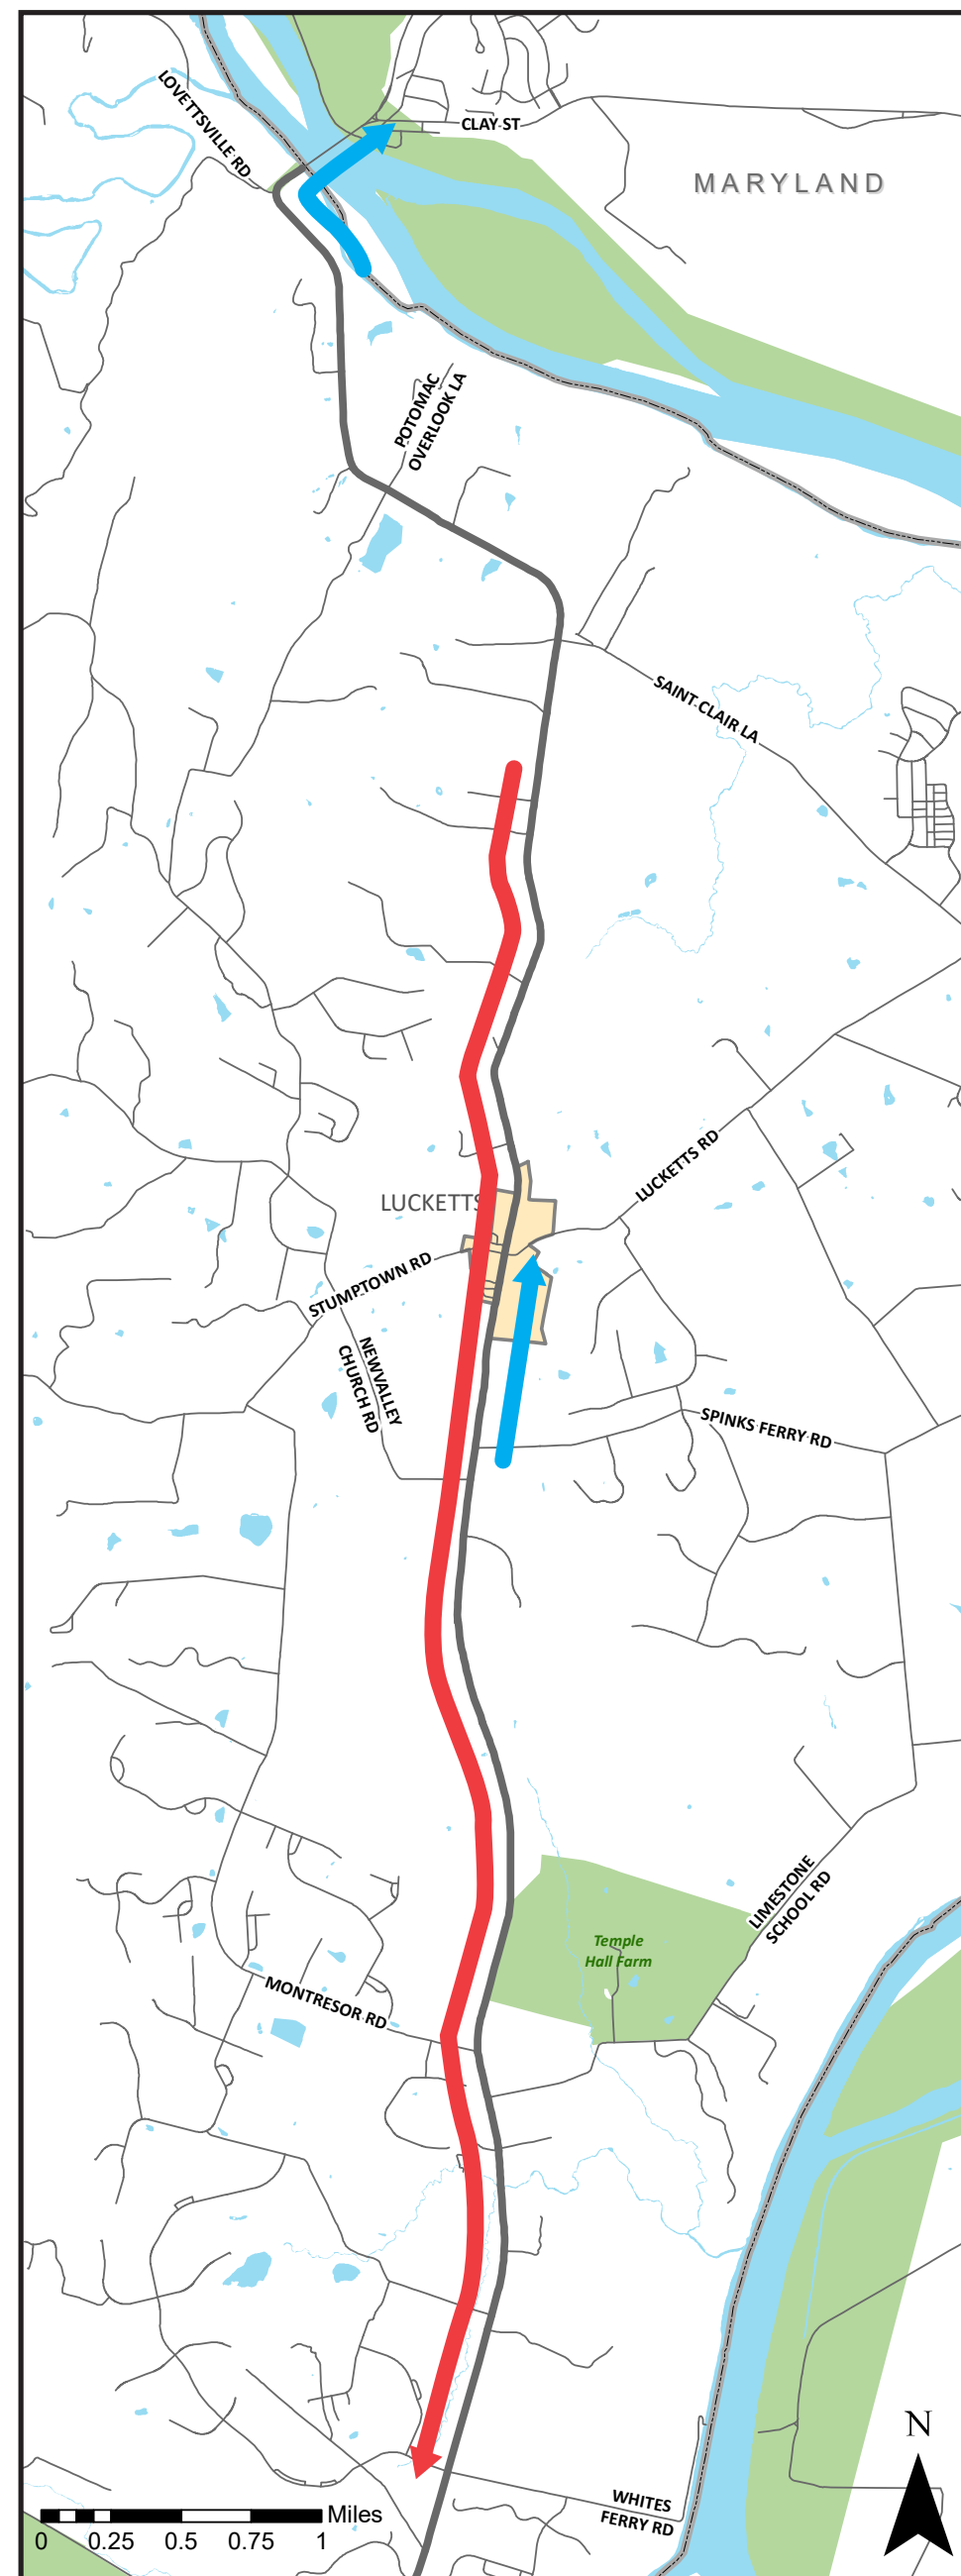 LOVETTSVILLE RD
CLAY ST
MARYLAND
POTOMAC
OVERLOOK LA
SAINT CLAIR LA
LUCKETTS RD
LUCKETTS
STUMPTOWN RD
NEWVALLEY
CHURCH RD
SPINKS FERRY RD
LIMESTONE
SCHOOL RD
Temple
Hall Farm
MONTRESOR RD
N
WHITES
FERRY RD
Miles
0 0.25 0.5 0.75 1